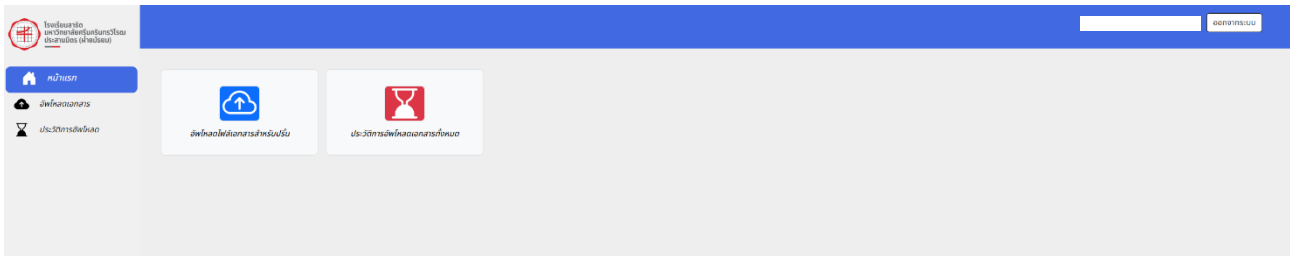 โรงเรียนสาธิต
มหาวิทยาลัยศรีนครินทรวิโรฒ
ประสานมิตร (ฝ่ายมัธยม)
ออกจากระบบ
หน้าแรก
อัพโหลดเอกสาร
ประวัติการอัพโหลด
อัพโหลดไฟล์เอกสารสำหรับปริ้น
ประวัติการอัพโหลดเอกสารทั้งหมด